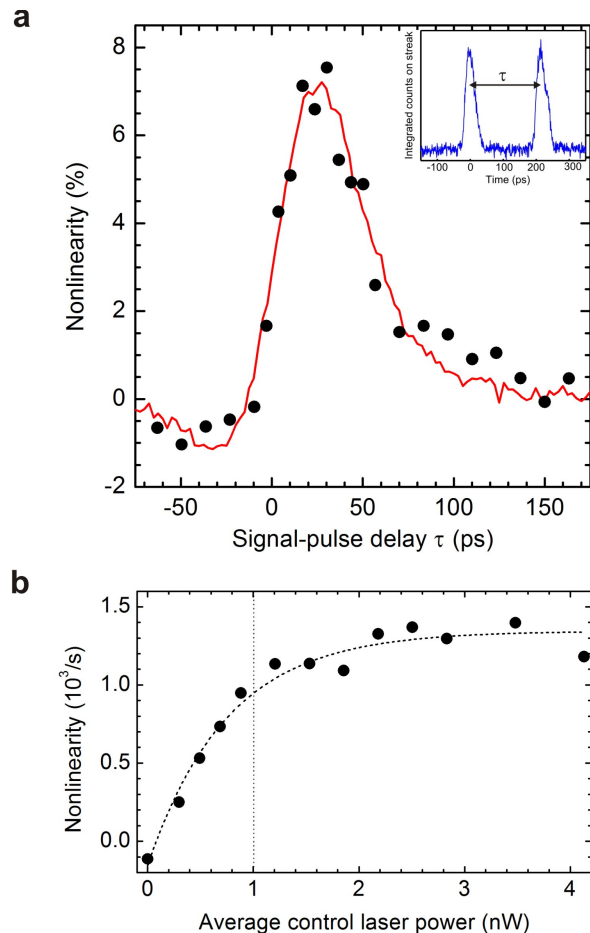 a
Nonlinearity (%)
8
6
4
2
0
-2
-50
0
50
100
150
Signal-pulse delay τ (ps)
Integrated counts on streak
τ
-100
0
100
200
300
Time (ps)
b
Nonlinearity (10³/s)
1.5
1.0
0.5
0.0
0
1
2
3
4
Average control laser power (nW)